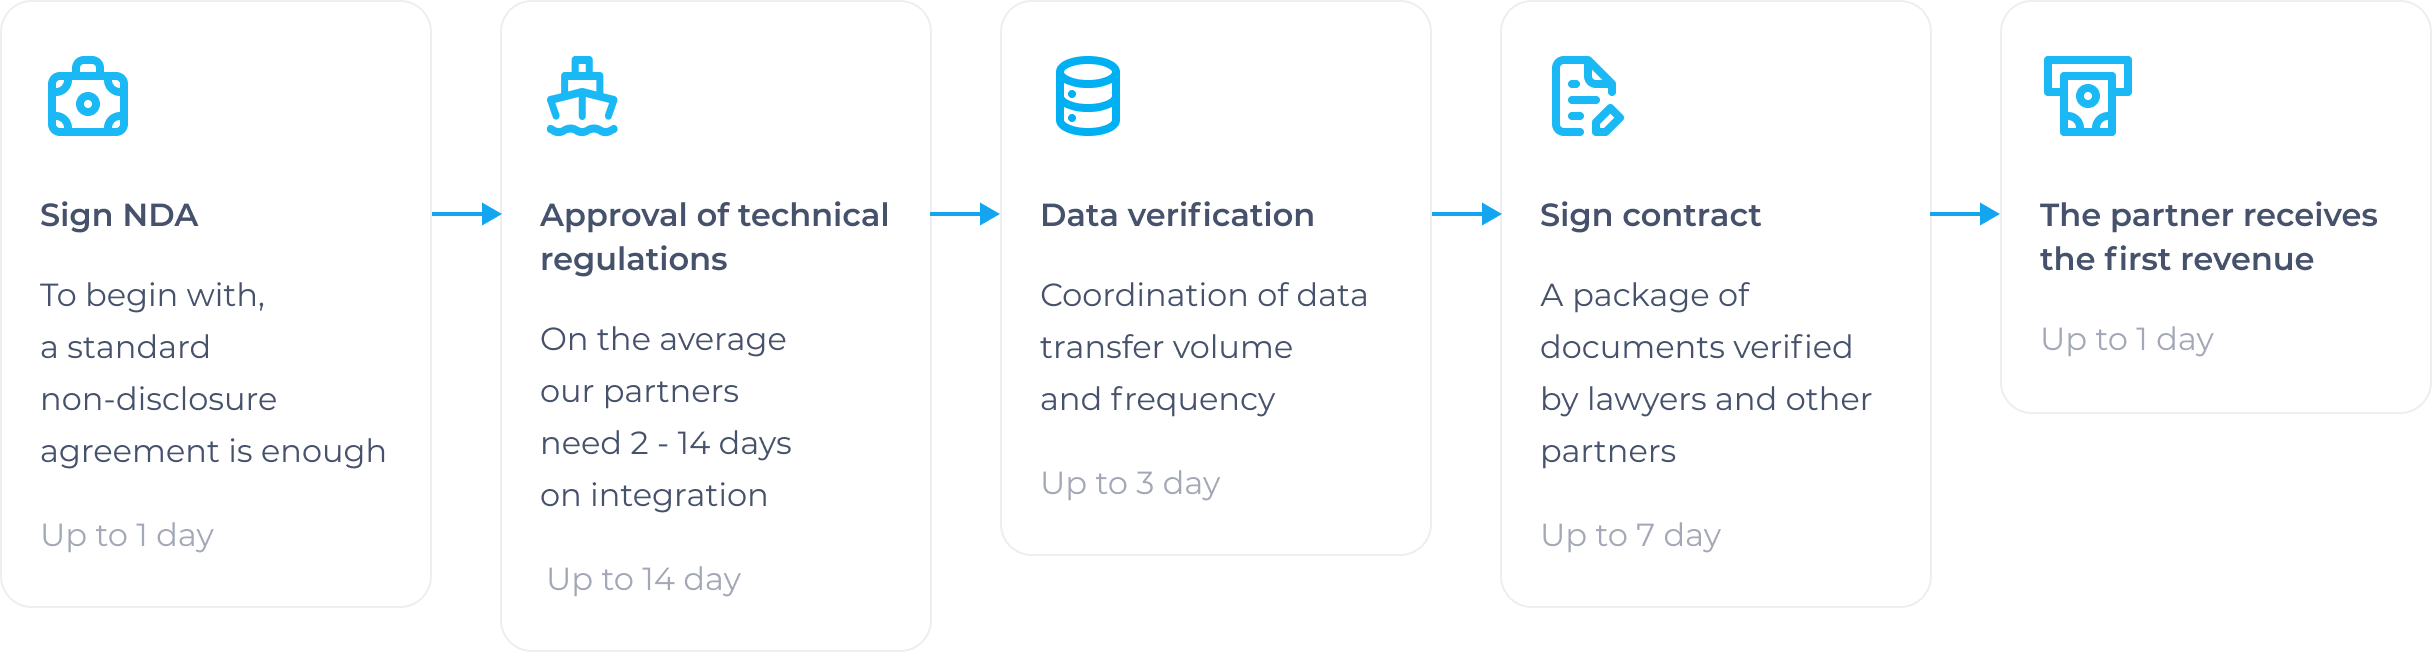 Sign NDA
To begin with,
a standard
non-disclosure
agreement is enough
Up to 1 day
Approval of technical
regulations
On the average
our partners
need 2 - 14 days
on integration
Up to 14 day
Data verification
Coordination of data
transfer volume
and frequency
Up to 3 day
Sign contract
A package of
documents verified
by lawyers and other
partners
Up to 7 day
The partner receives
the first revenue
Up to 1 day